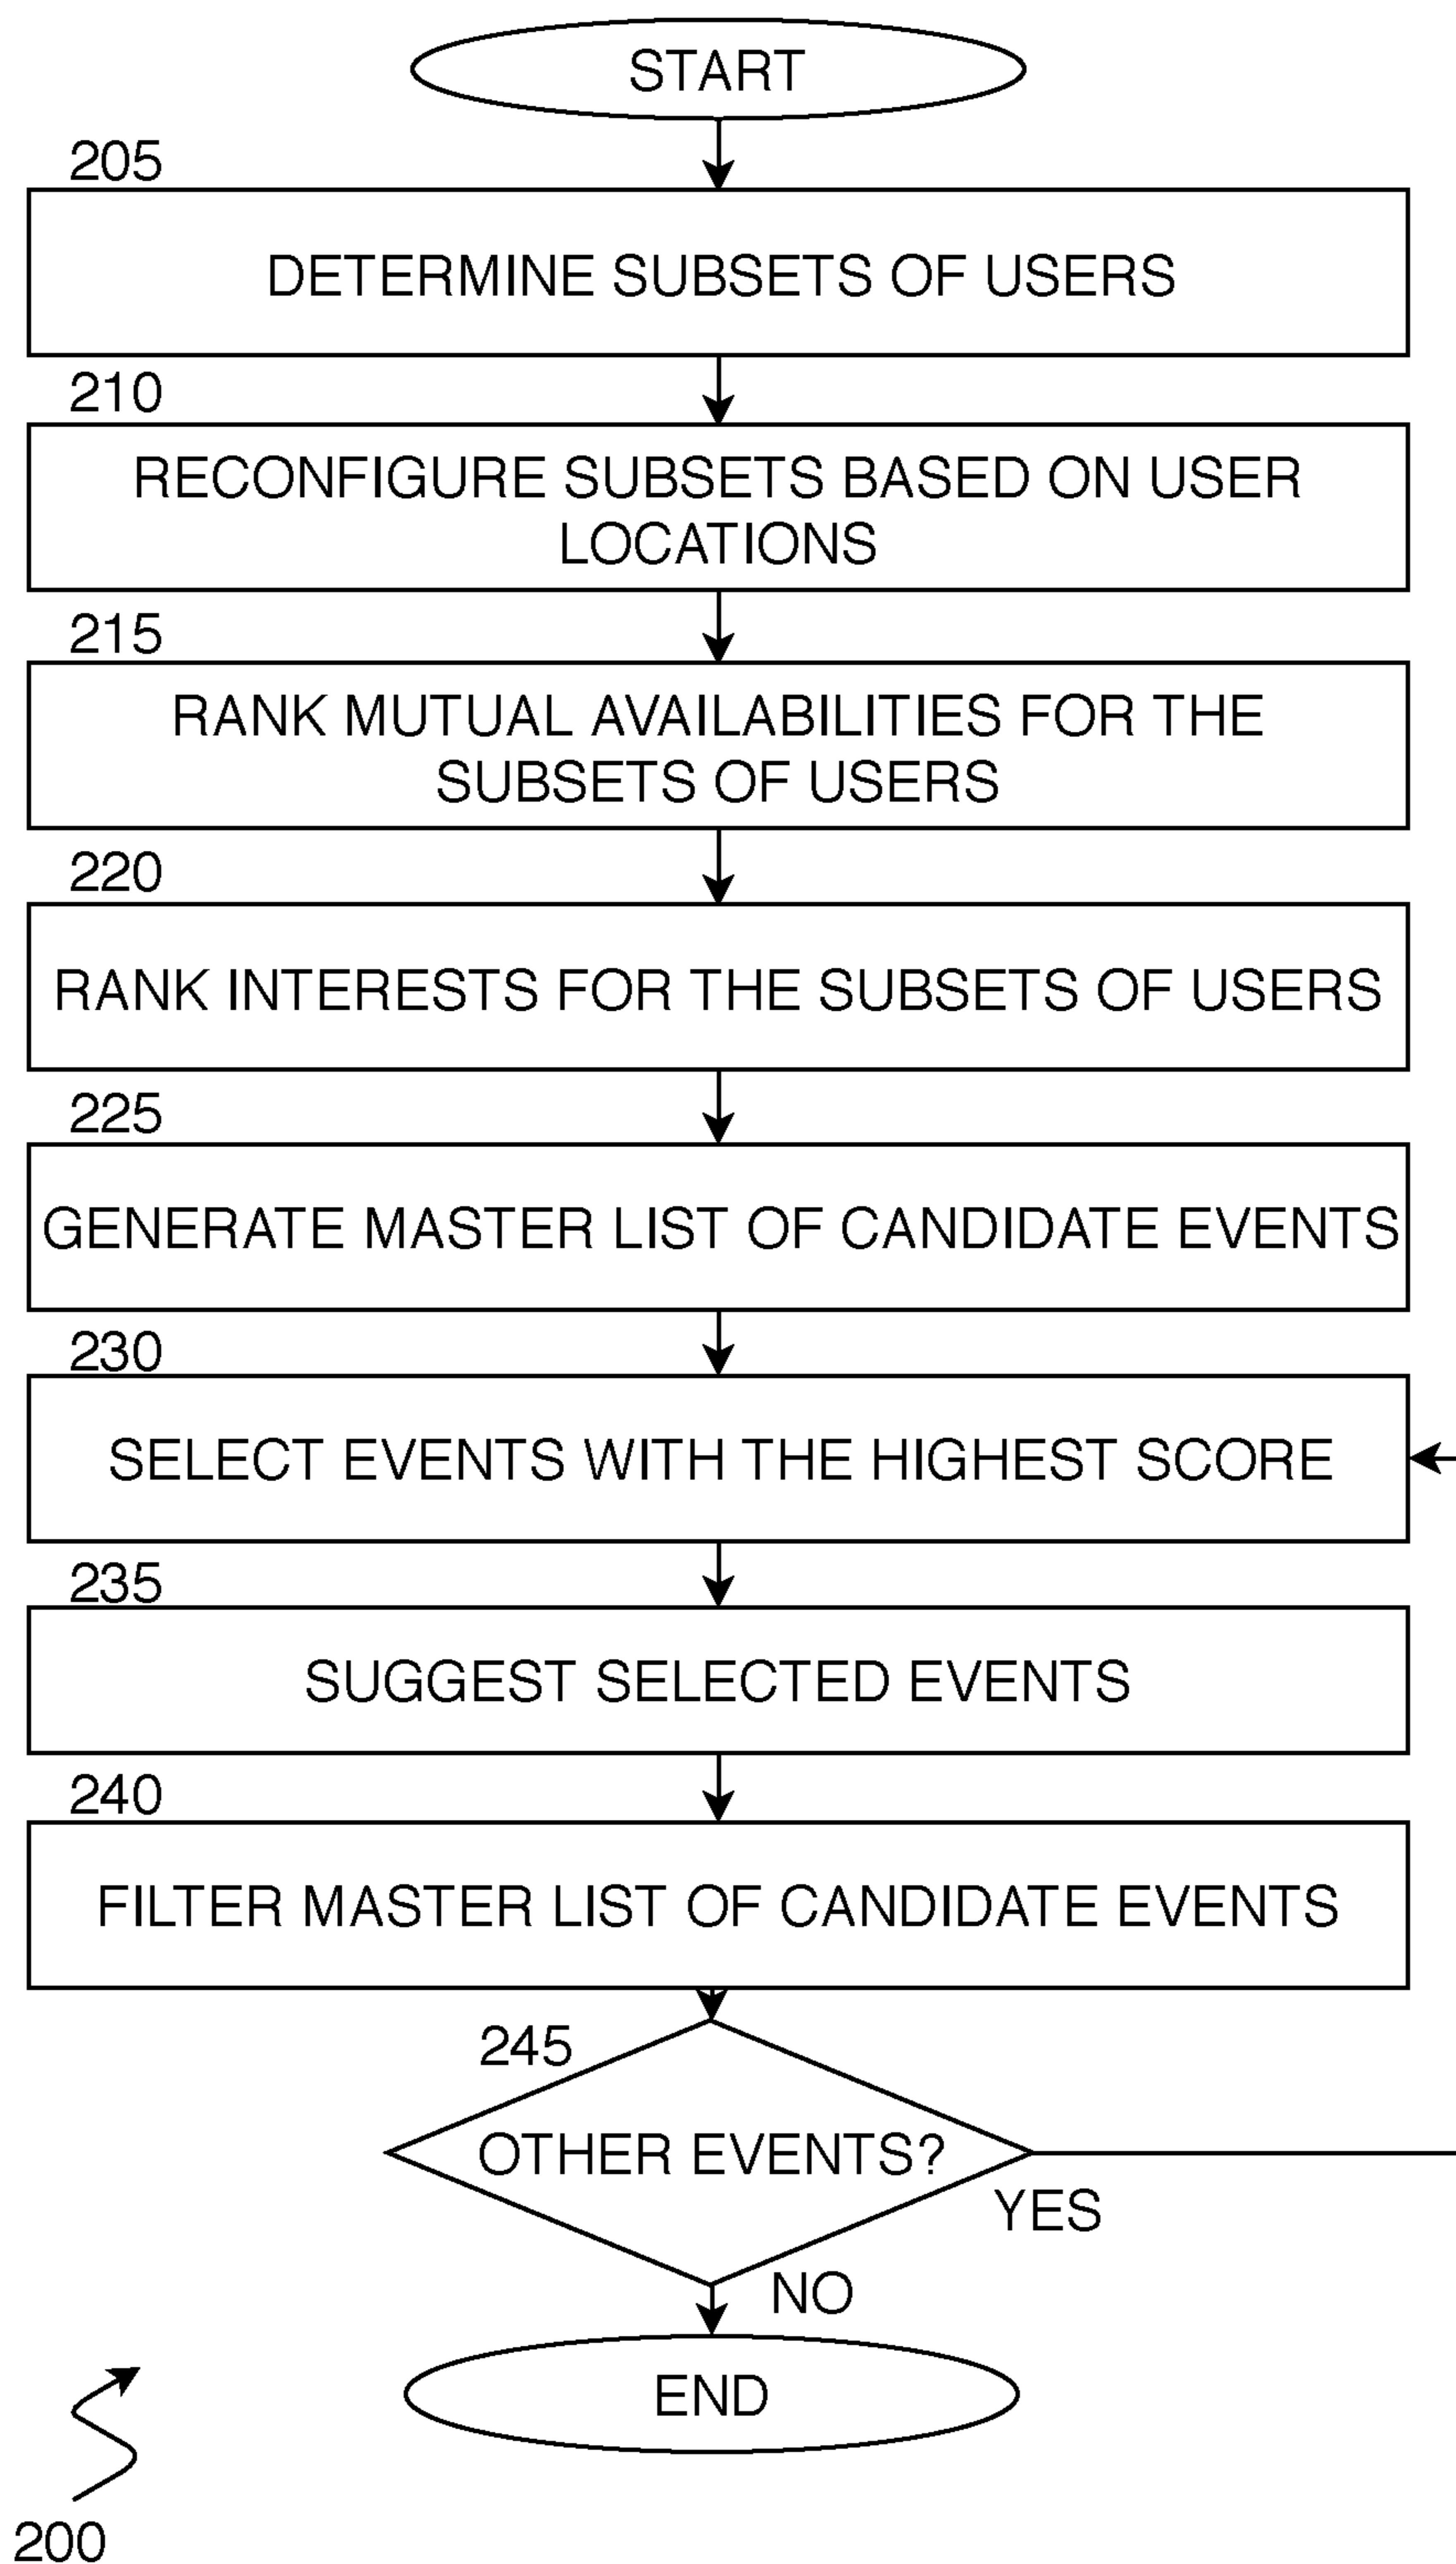 START
205
DETERMINE SUBSETS OF USERS
210
RECONFIGURE SUBSETS BASED ON USER
LOCATIONS
215
RANK MUTUAL AVAILABILITIES FOR THE
SUBSETS OF USERS
220
RANK INTERESTS FOR THE SUBSETS OF USERS
225
GENERATE MASTER LIST OF CANDIDATE EVENTS
230
SELECT EVENTS WITH THE HIGHEST SCORE
235
SUGGEST SELECTED EVENTS
240
FILTER MASTER LIST OF CANDIDATE EVENTS
245
OTHER EVENTS?
YES
NO
END
200